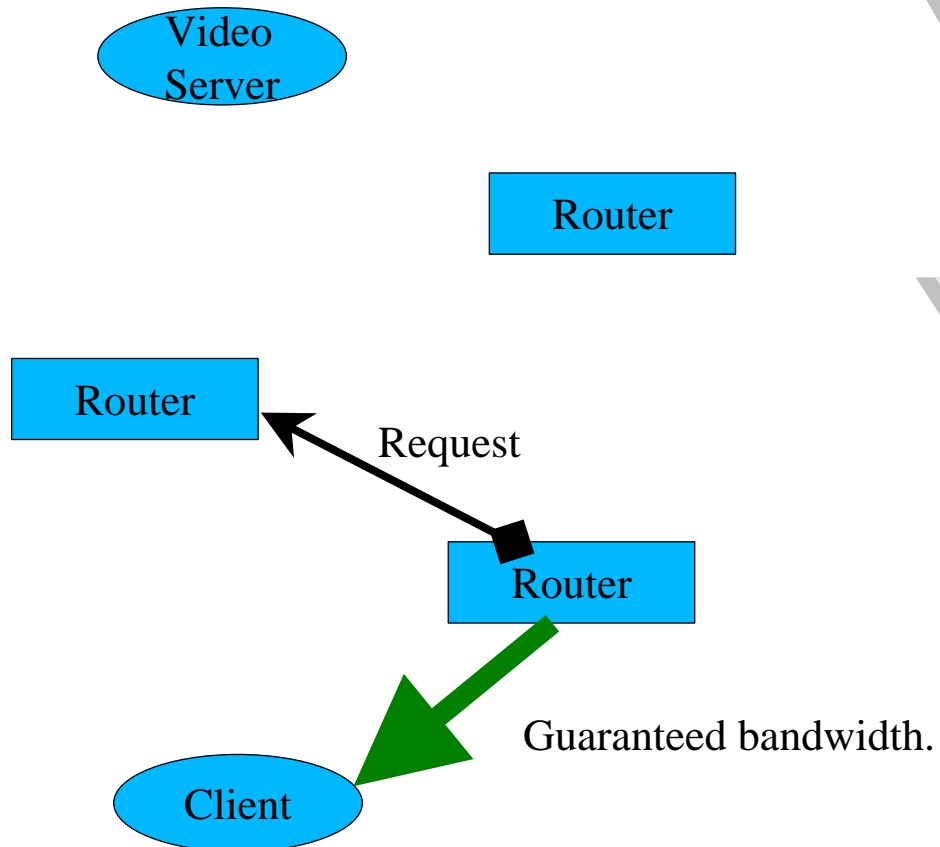 Video
Server
Router
Router
Request
Router
Guaranteed bandwidth.
Client